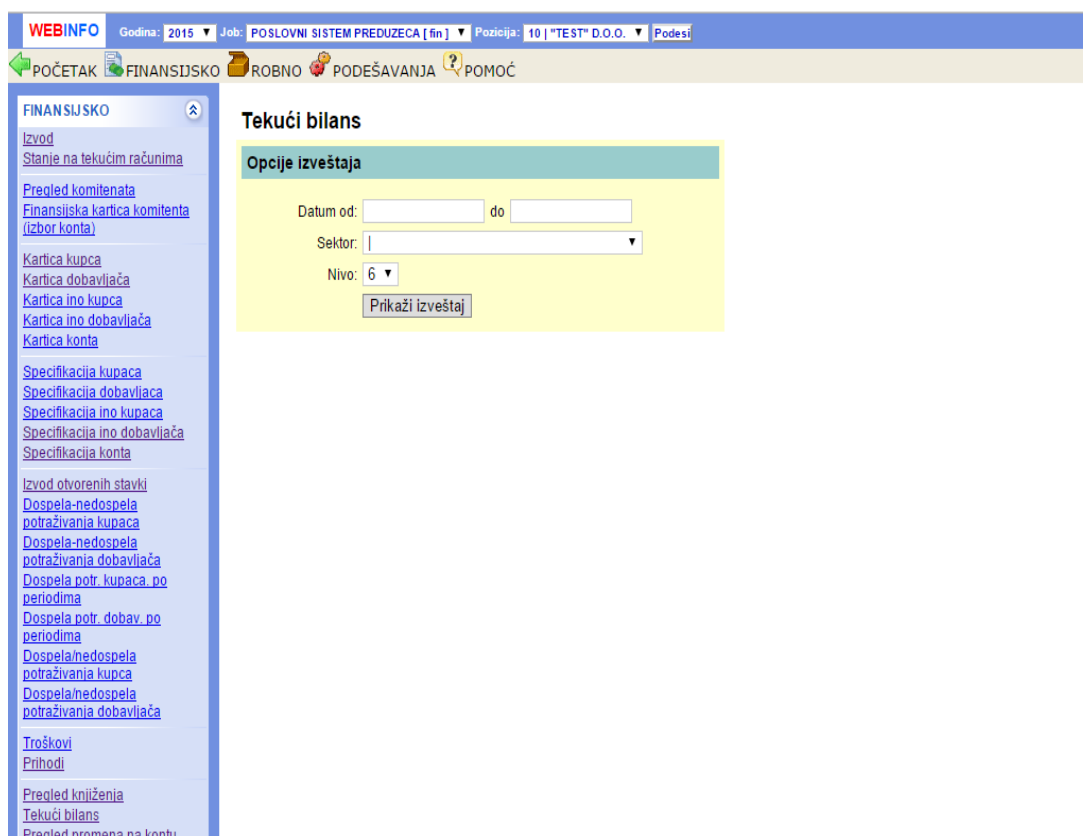 WEBINFO Godina: 2015 Job: POSLOVNI SISTEM PREDUZECA [ fin ] Pozicija: 10 | "TEST" D.O.O. Podesi
POČETAK FINANSIJSKO ROBNO PODEŠAVANJA POMOĆ
FINANSIJSKO
Izvod
Stanje na tekućim računima
Pregled komitenata
Finansijska kartica komitenta
(izbor konta)
Kartica kupca
Kartica dobavljača
Kartica ino kupca
Kartica ino dobavljača
Kartica konta
Specifikacija kupaca
Specifikacija dobavljaca
Specifikacija ino kupaca
Specifikacija ino dobavljača
Specifikacija konta
Izvod otvorenih stavki
Dospela-nedospela
potraživanja kupaca
Dospela-nedospela
potraživanja dobavljača
Dospela potr. kupaca. po
periodima
Dospela potr. dobav. po
periodima
Dospela/nedospela
potraživanja kupca
Dospela/nedospela
potraživanja dobavljača
Troškovi
Prihodi
Pregled knjiženja
Tekući bilans
Pregled promena na kontu
Tekući bilans
Opcije izveštaja
Datum od: do
Sektor: |
Nivo: 6
Prikaži izveštaj